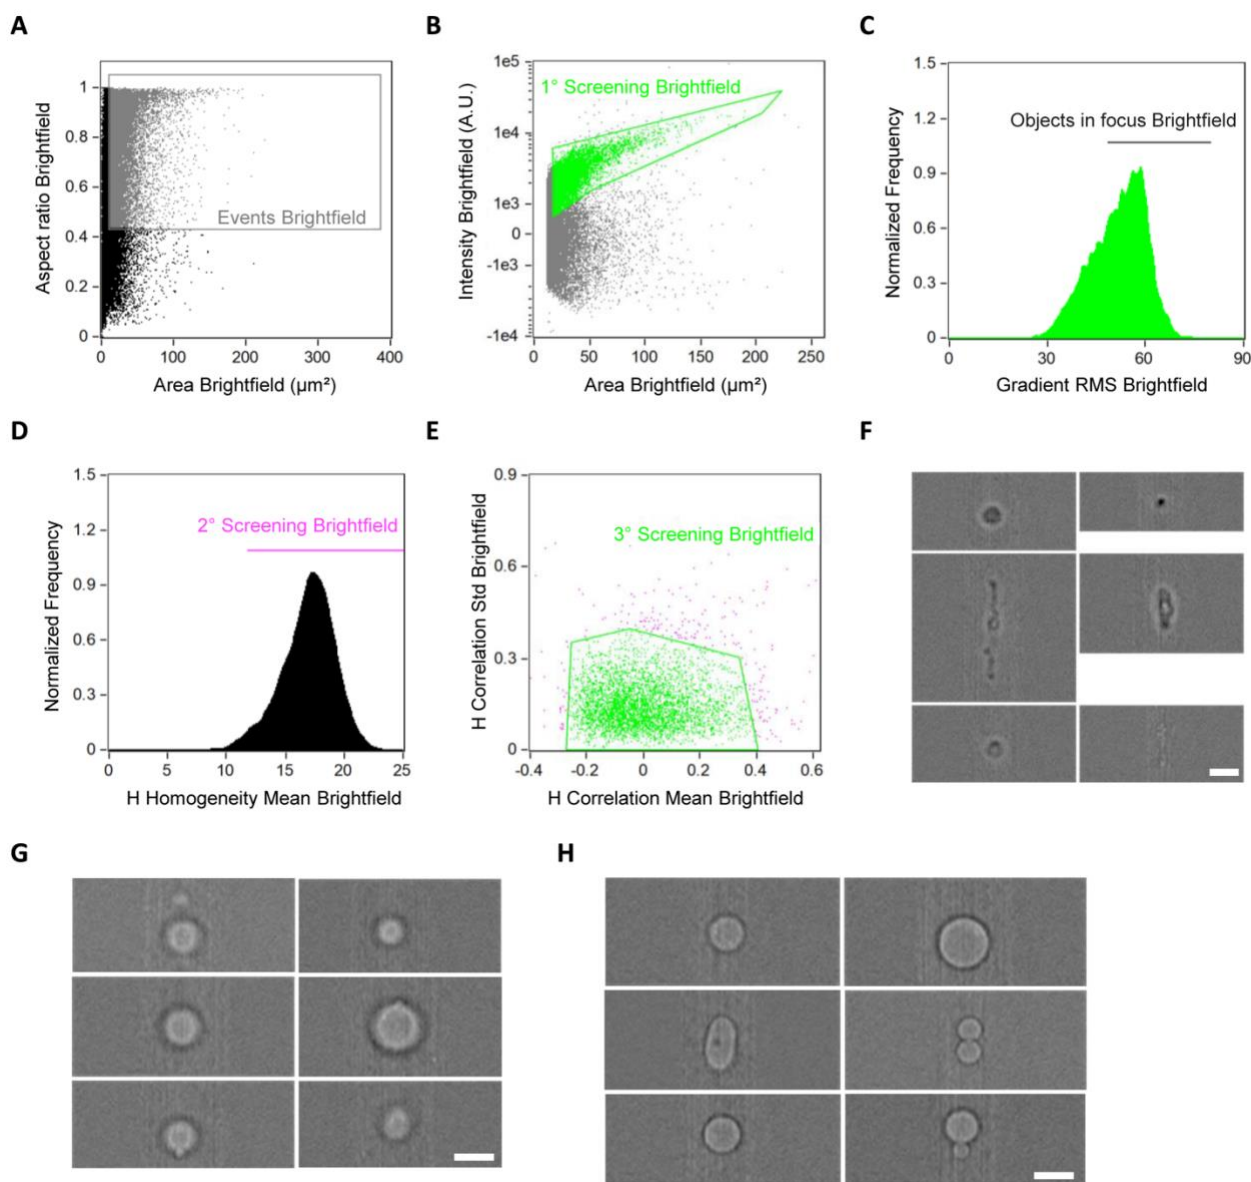 A
B
C
Aspect ratio Brightfield
1
0.8
0.6
0.4
0.2
0
Events Brightfield
0
100
200
300
400
Area Brightfield (µm²)
Intensity Brightfield (A.U.)
1e5
1e4
1e3
0
-1e3
-1e4
1° Screening Brightfield
0
50
100
150
200
250
Area Brightfield (µm²)
Normalized Frequency
1.5
1.2
0.9
0.6
0.3
0
Objects in focus Brightfield
0
30
60
90
Gradient RMS Brightfield
D
E
F
Normalized Frequency
1.5
1.2
0.9
0.6
0.3
0
2° Screening Brightfield
0
5
10
15
20
25
H Homogeneity Mean Brightfield
H Correlation Std Brightfield
0.9
0.6
0.3
0
3° Screening Brightfield
-0.4
-0.2
0
0.2
0.4
0.6
H Correlation Mean Brightfield
G
H